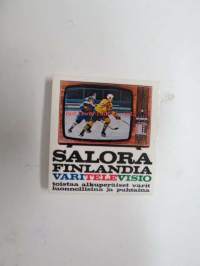 SALORA
FINLANDIA
VÄRITELEVISIO
toistaa alkuperäiset värit
luonnollisina ja puhtaina